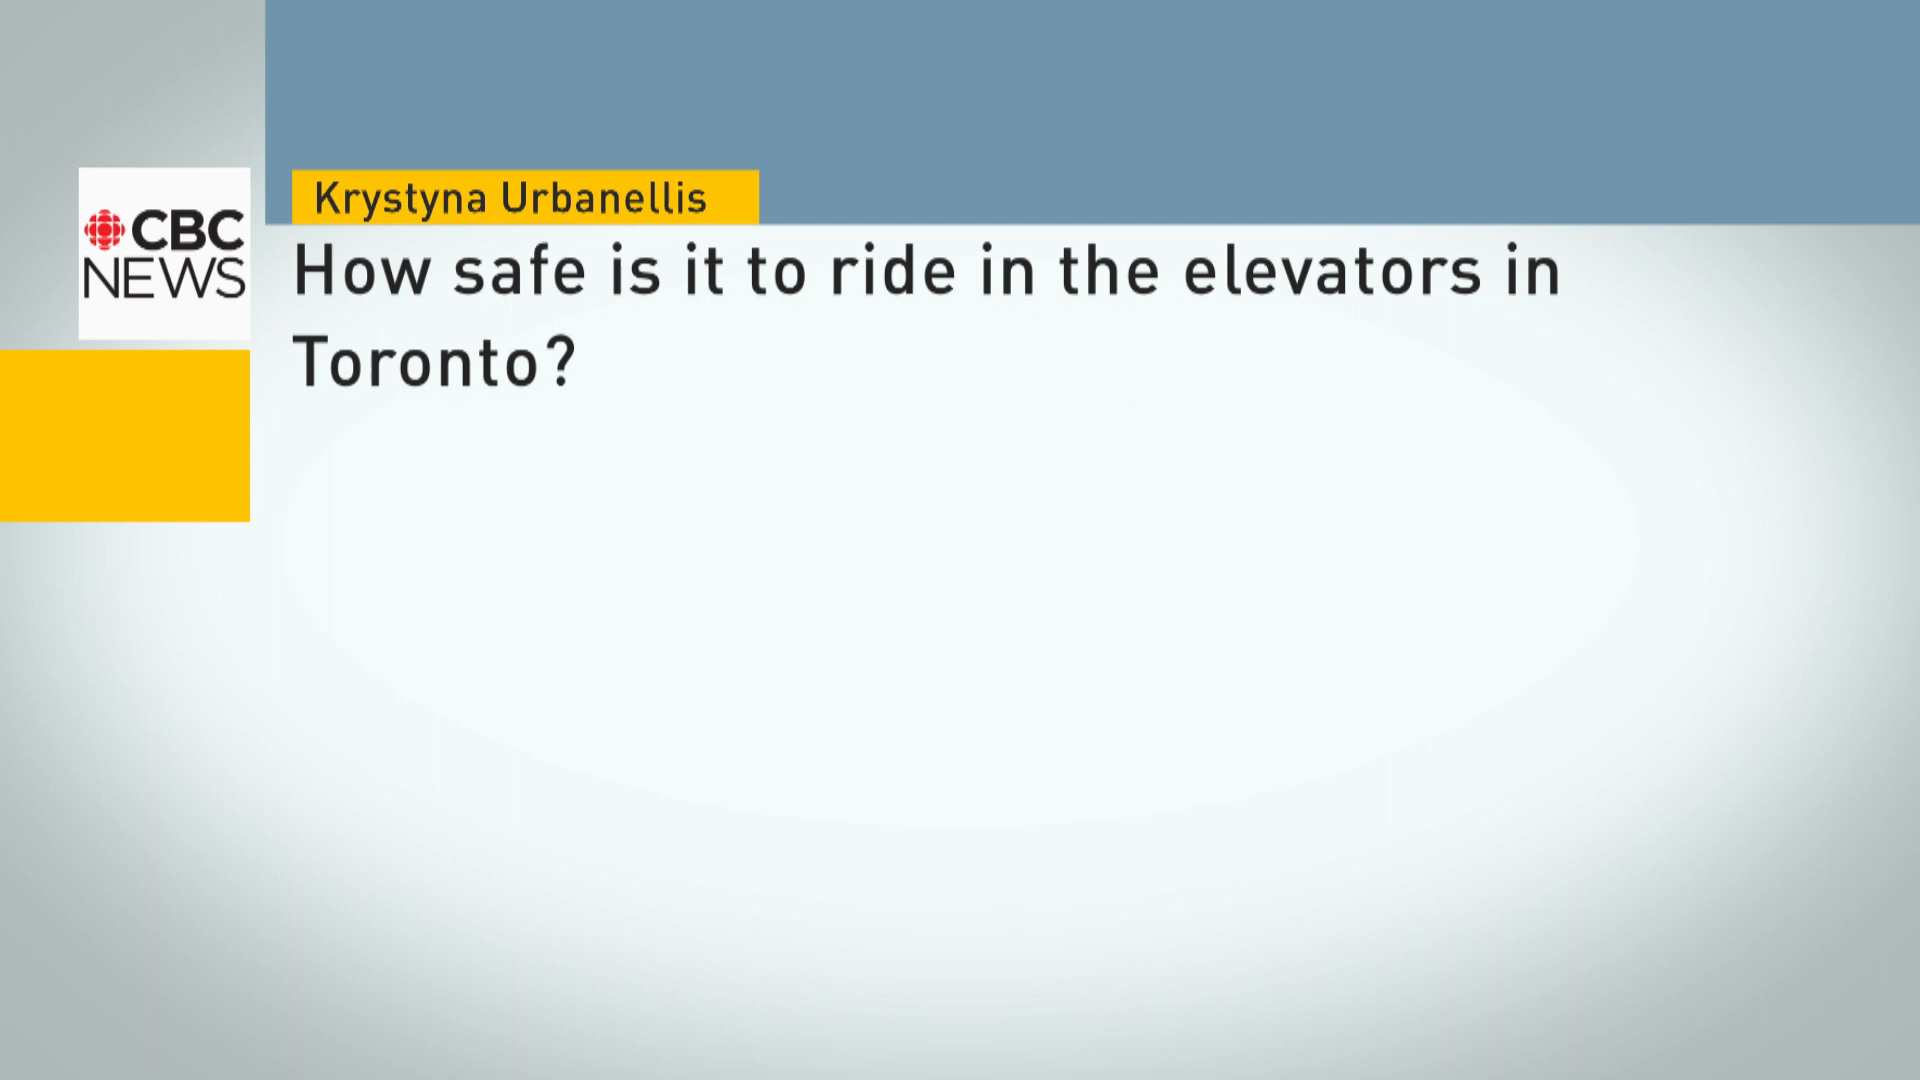 CBC
NEWS
Krystyna Urbanellis
How safe is it to ride in the elevators in
Toronto?